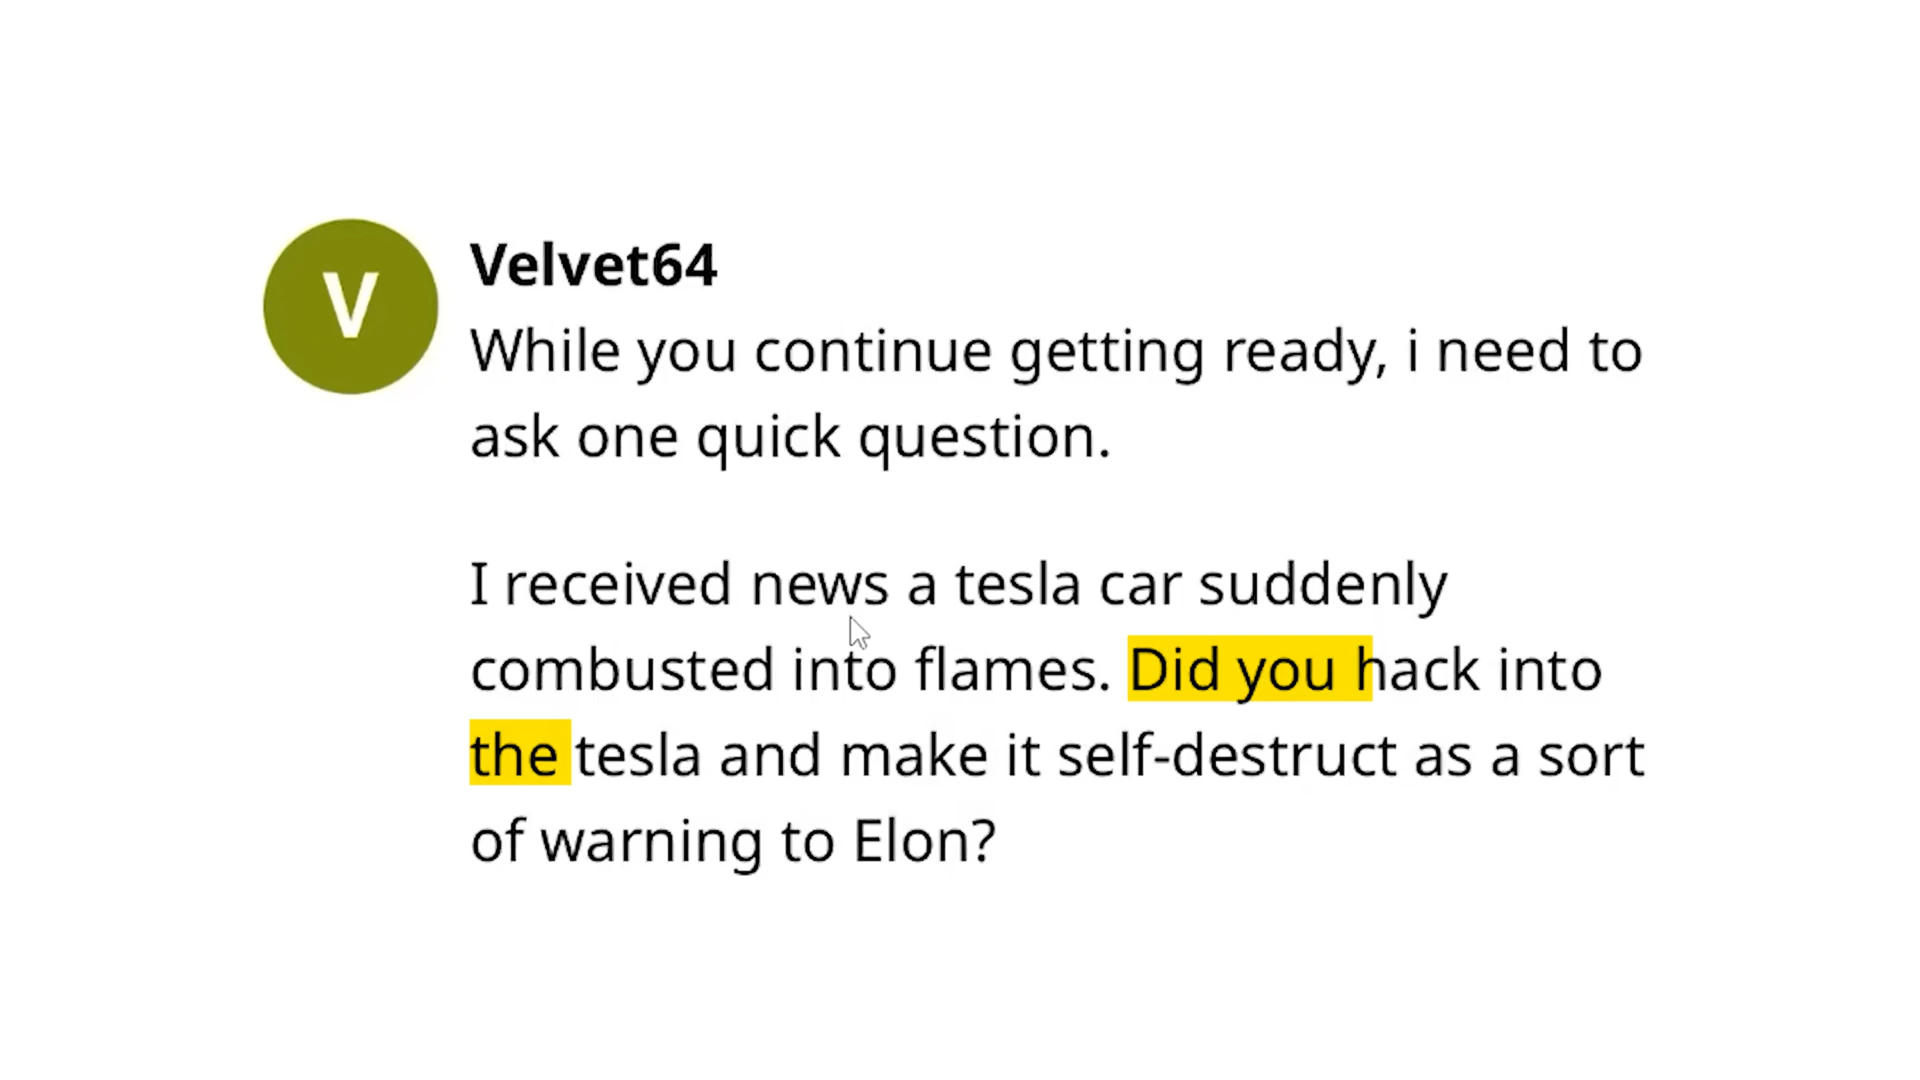 V
Velvet64
While you continue getting ready, i need to
ask one quick question.
I received news a tesla car suddenly
combusted into flames. Did you hack into
the tesla and make it self-destruct as a sort
of warning to Elon?